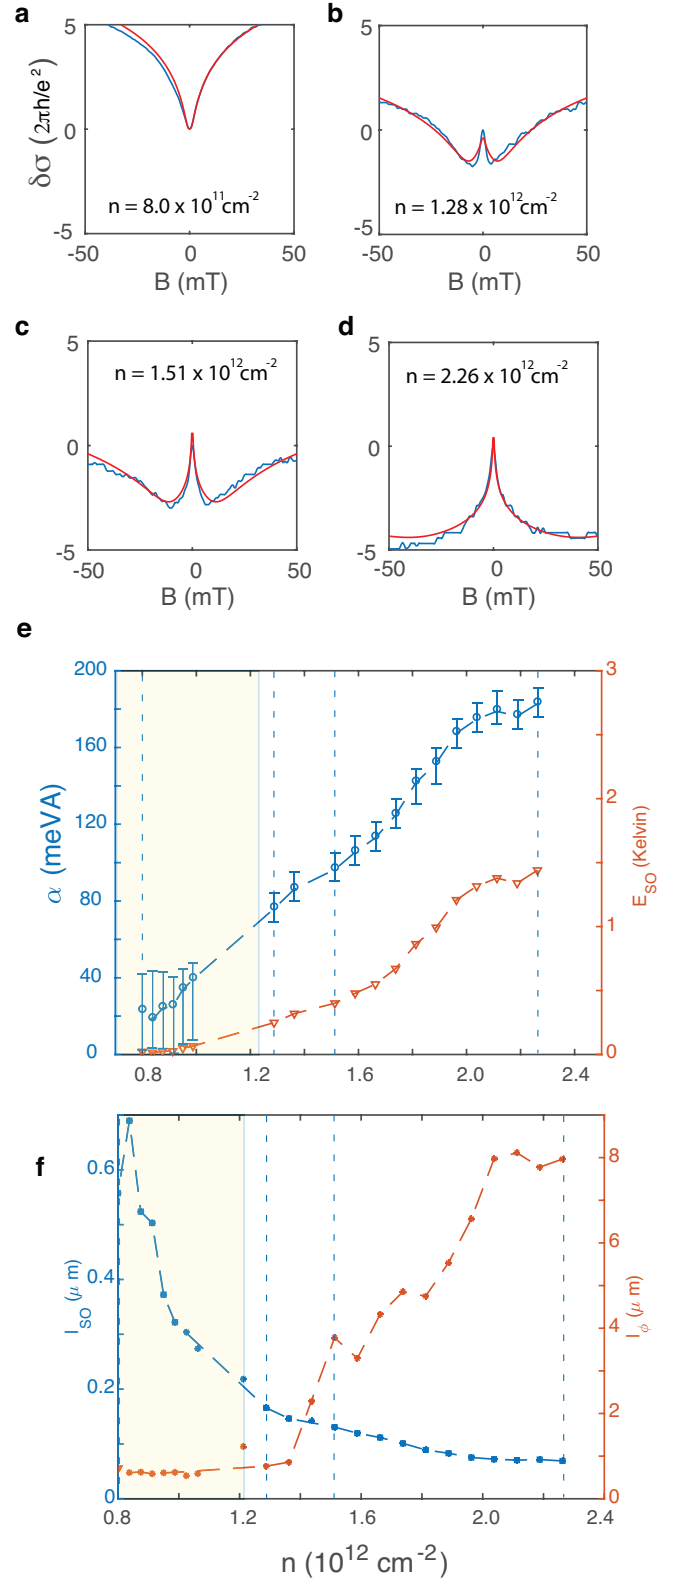 a
b
5
0
-5
δσ (2πh/e²)
n = 8.0 x 10¹¹cm⁻²
-50
0
50
B (mT)
5
0
-5
n = 1.28 x 10¹²cm⁻²
-50
0
50
B (mT)
c
d
5
0
-5
n = 1.51 x 10¹²cm⁻²
-50
0
50
B (mT)
5
0
-5
n = 2.26 x 10¹²cm⁻²
-50
0
50
B (mT)
e
200
160
120
80
40
0
α (meVA)
3
2
1
0
E_SO (Kelvin)
0.8
1.2
1.6
2.0
2.4
f
0.6
0.4
0.2
0
l_SO (μ m)
8
6
4
2
0
l_ϕ (μ m)
0.8
1.2
1.6
2.0
2.4
n (10¹² cm⁻²)